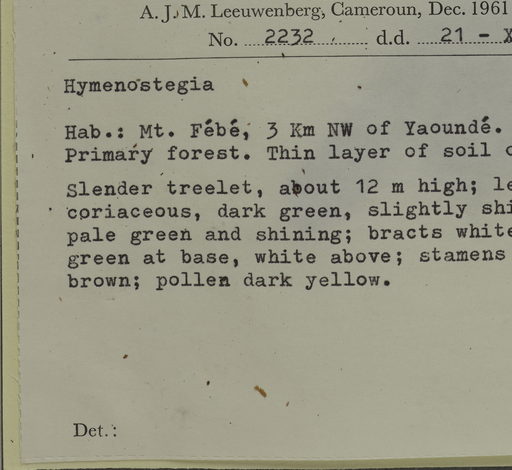 A. J. M. Leeuwenberg, Cameroun, Dec. 1961
No. 2232 d.d. 21 - X
Hymenostegia
Hab.: Mt. Fébé, 3 Km NW of Yaoundé.
Primary forest. Thin layer of soil
Slender treelet, about 12 m high;
coriaceous, dark green, slightly
pale green and shining; bracts white
green at base, white above; stamens
brown; pollen dark yellow.
Det.: